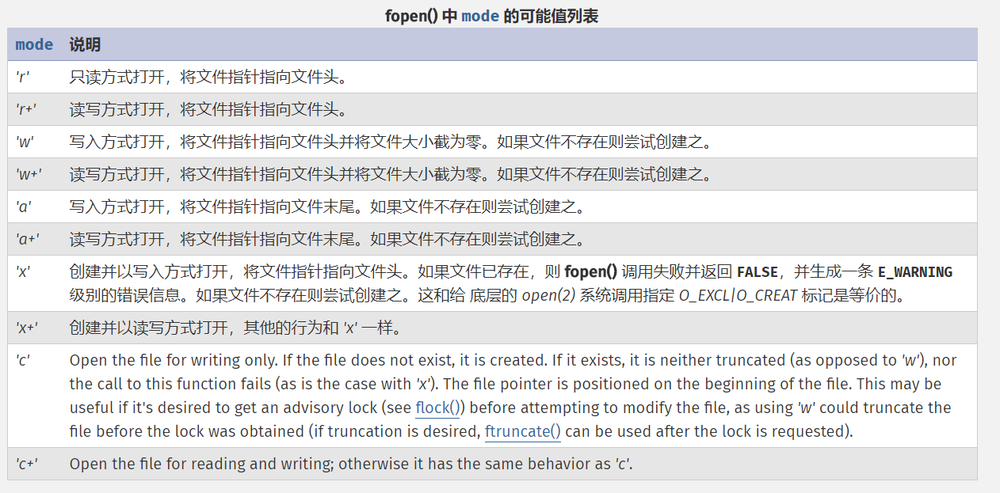 fopen() 中 mode 的可能值列表
mode 说明
'r' 只读方式打开，将文件指针指向文件头。
'r+' 读写方式打开，将文件指针指向文件头。
'w' 写入方式打开，将文件指针指向文件头并将文件大小截为零。如果文件不存在则尝试创建之。
'w+' 读写方式打开，将文件指针指向文件头并将文件大小截为零。如果文件不存在则尝试创建之。
'a' 写入方式打开，将文件指针指向文件末尾。如果文件不存在则尝试创建之。
'a+' 读写方式打开，将文件指针指向文件末尾。如果文件不存在则尝试创建之。
'x' 创建并以写入方式打开，将文件指针指向文件头。如果文件已存在，则 fopen() 调用失败并返回 FALSE，并生成一条 E_WARNING
级别的错误信息。如果文件不存在则尝试创建之。这和给 底层的 open(2) 系统调用指定 O_EXCL|O_CREAT 标记是等价的。
'x+' 创建并以读写方式打开，其他的行为和 'x' 一样。
'c' Open the file for writing only. If the file does not exist, it is created. If it exists, it is neither truncated (as opposed to 'w'), nor
the call to this function fails (as is the case with 'x'). The file pointer is positioned on the beginning of the file. This may be
useful if it's desired to get an advisory lock (see flock()) before attempting to modify the file, as using 'w' could truncate the
file before the lock was obtained (if truncation is desired, ftruncate() can be used after the lock is requested).
'c+' Open the file for reading and writing; otherwise it has the same behavior as 'c'.